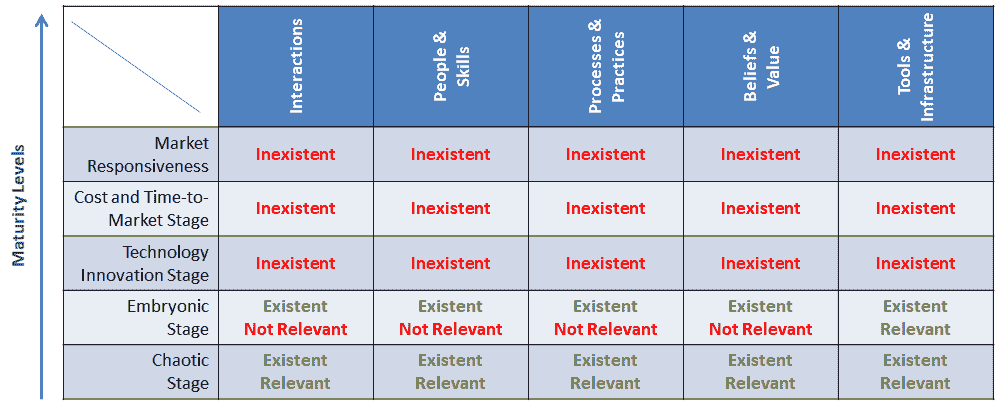 Maturity Levels
Interactions
People &
Skills
Processes &
Practices
Beliefs &
Value
Tools &
Infrastructure
Market
Responsiveness
Inexistent Inexistent Inexistent Inexistent Inexistent
Cost and Time-to-
Market Stage
Inexistent Inexistent Inexistent Inexistent Inexistent
Technology
Innovation Stage
Inexistent Inexistent Inexistent Inexistent Inexistent
Embryonic
Stage
Existent Existent Existent Existent Existent
Not Relevant Not Relevant Not Relevant Not Relevant Relevant
Chaotic
Stage
Existent Existent Existent Existent Existent
Relevant Relevant Relevant Relevant Relevant